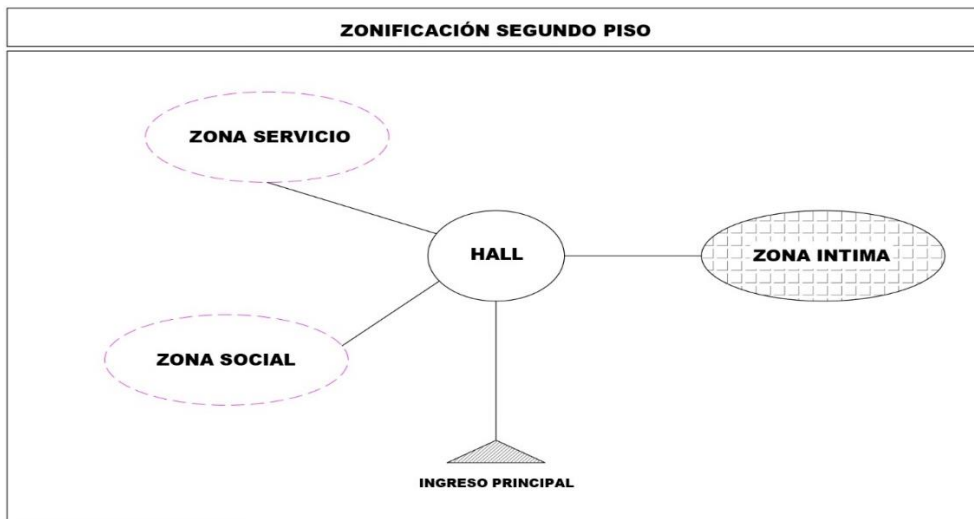 ZONIFICACIÓN SEGUNDO PISO
ZONA SERVICIO
HALL
ZONA INTIMA
ZONA SOCIAL
INGRESO PRINCIPAL